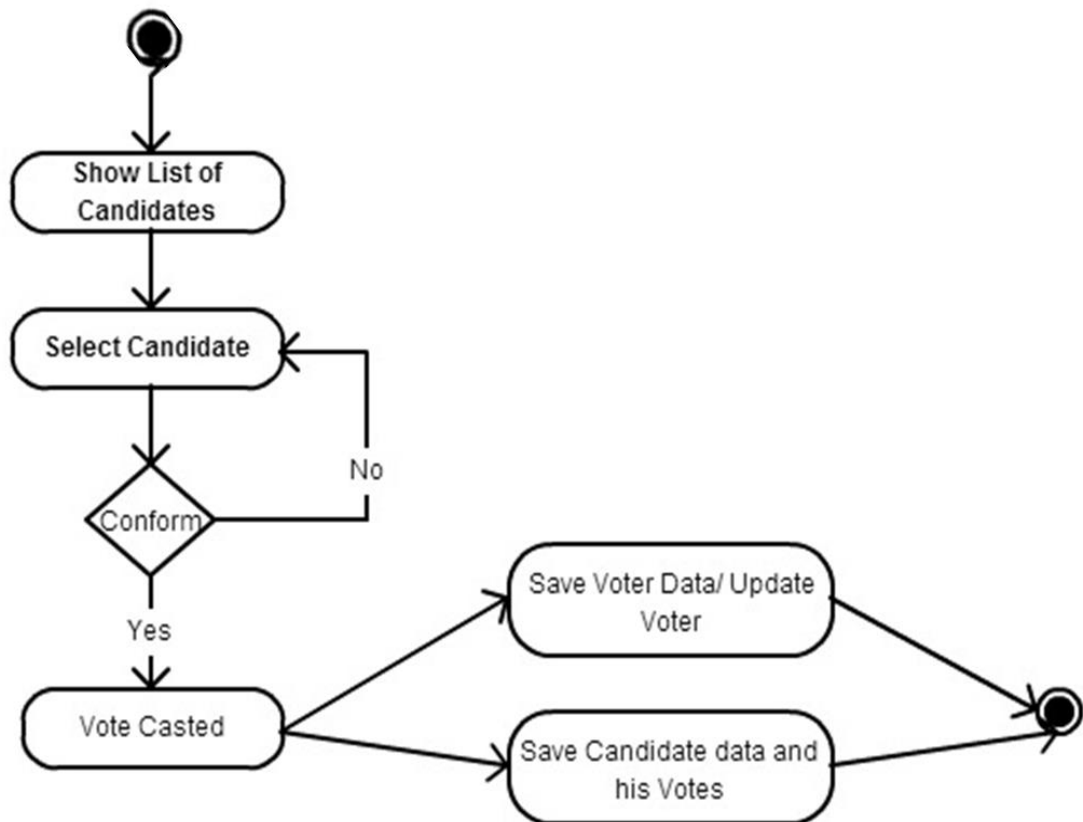 Show List of
Candidates
Select Candidate
No
Conform
Yes
Save Voter Data/ Update
Voter
Vote Casted
Save Candidate data and
his Votes